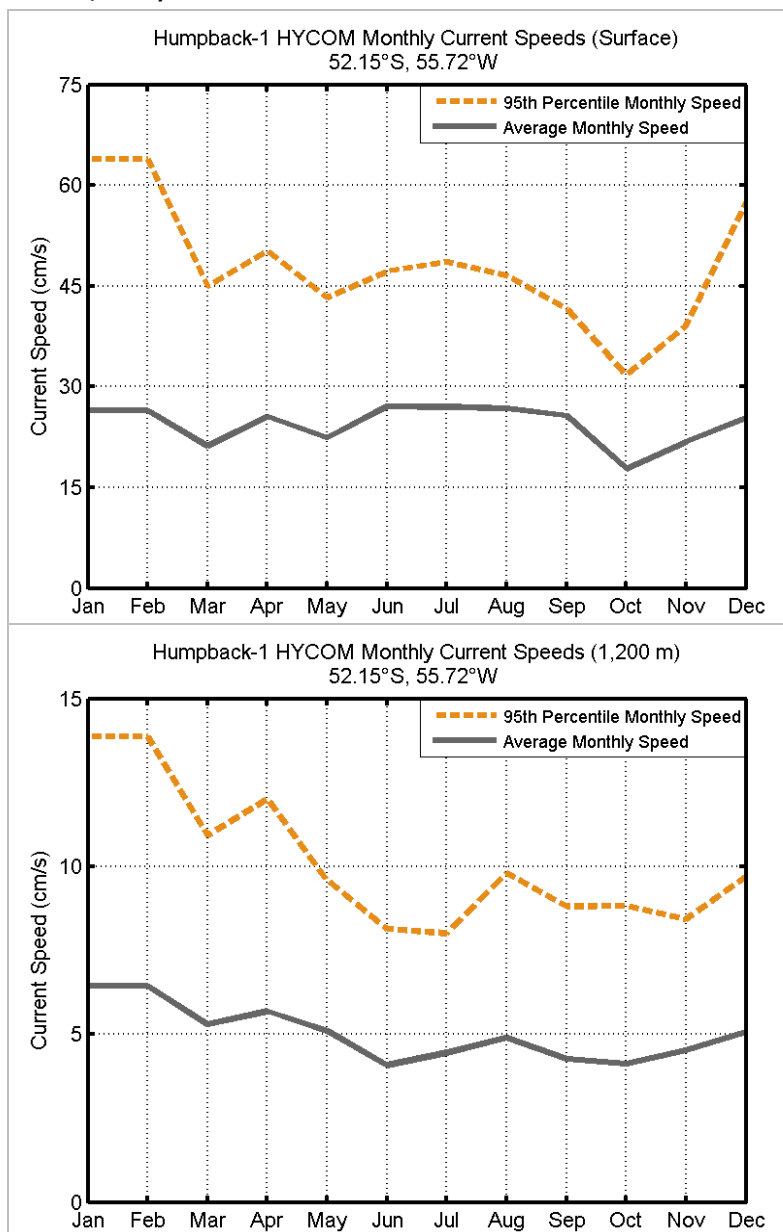 Humpback-1 HYCOM Monthly Current Speeds (Surface)
52.15°S, 55.72°W
75
60
45
30
15
0
Current Speed (cm/s)
95th Percentile Monthly Speed
Average Monthly Speed
Jan Feb Mar Apr May Jun Jul Aug Sep Oct Nov Dec
Humpback-1 HYCOM Monthly Current Speeds (1,200 m)
52.15°S, 55.72°W
15
10
5
0
Current Speed (cm/s)
95th Percentile Monthly Speed
Average Monthly Speed
Jan Feb Mar Apr May Jun Jul Aug Sep Oct Nov Dec